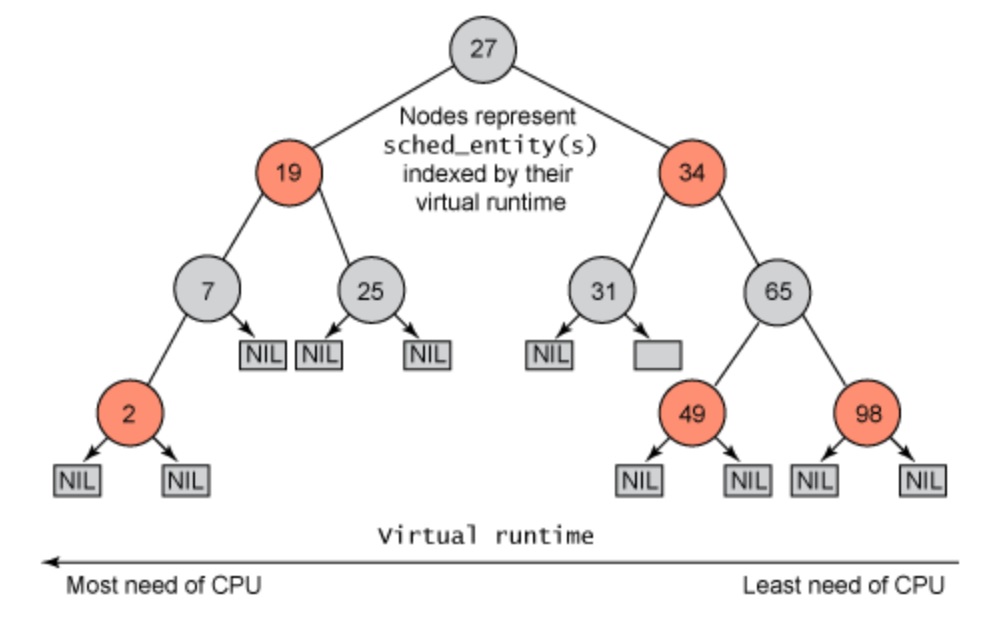 27
Nodes represent
sched_entity(s)
indexed by their
virtual runtime
19
34
7
25
31
65
NIL
NIL
NIL
NIL
2
49
98
NIL
NIL
NIL
NIL
NIL
NIL
Virtual runtime
Most need of CPU
Least need of CPU